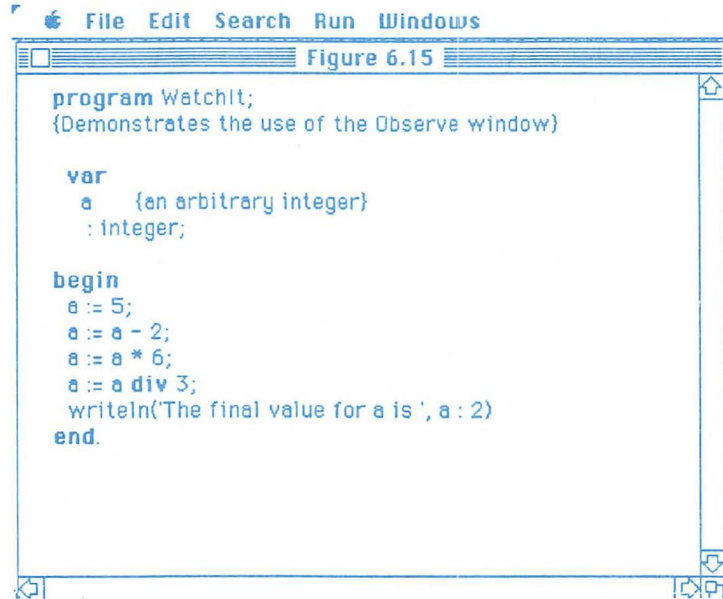 File Edit Search Run Windows
Figure 6.15
program WatchIt;
{Demonstrates the use of the Observe window}
var
a {an arbitrary integer}
: integer;
begin
a := 5;
a := a - 2;
a := a * 6;
a := a div 3;
writeln('The final value for a is ', a : 2)
end.